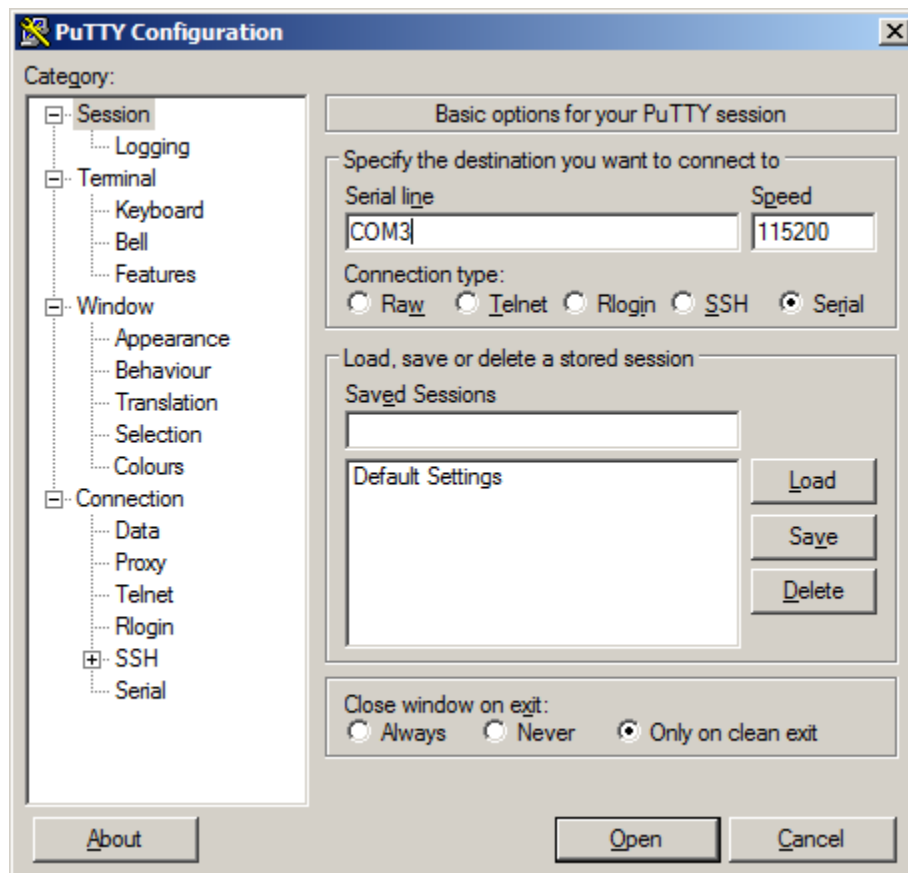 PuTTY Configuration
Category:
Session
Logging
Terminal
Keyboard
Bell
Features
Window
Appearance
Behaviour
Translation
Selection
Colours
Connection
Data
Proxy
Telnet
Rlogin
SSH
Serial
Basic options for your PuTTY session
Specify the destination you want to connect to
Serial line Speed
COM3 115200
Connection type:
Raw Telnet Rlogin SSH Serial
Load, save or delete a stored session
Saved Sessions
Default Settings
Load
Save
Delete
Close window on exit:
Always Never Only on clean exit
About Open Cancel